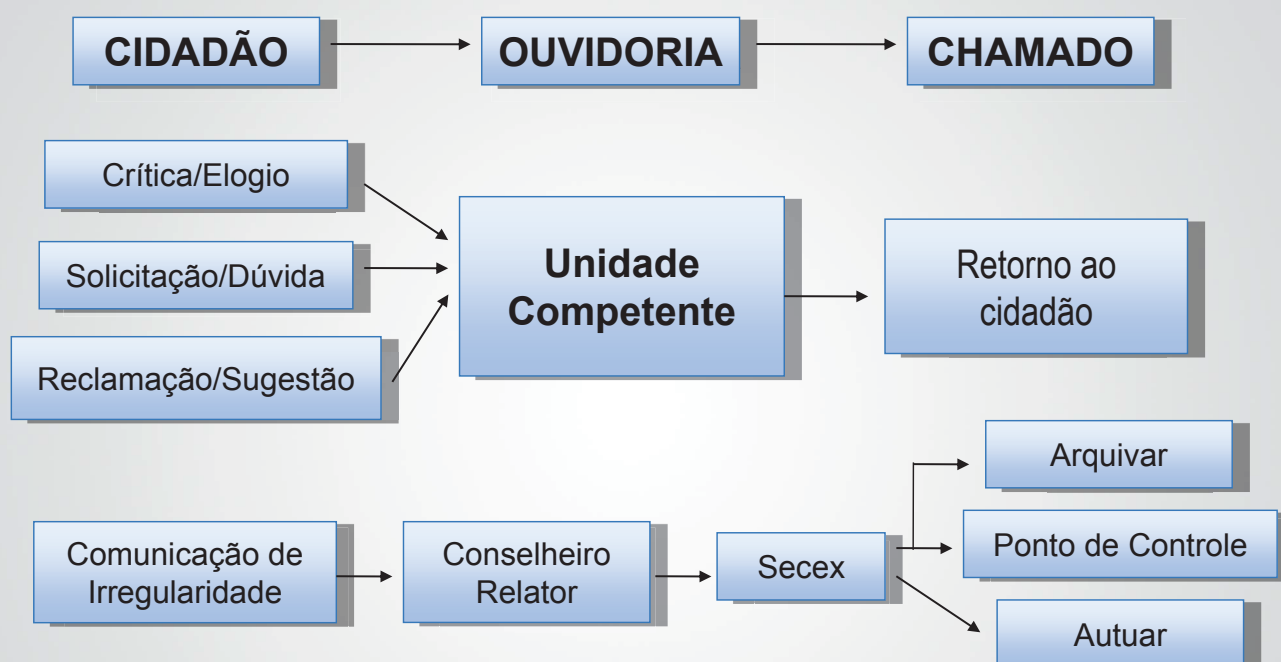 CIDADÃO
OUVIDORIA
CHAMADO
Crítica/Elogio
Solicitação/Dúvida
Reclamação/Sugestão
Unidade
Competente
Retorno ao
cidadão
Comunicação de
Irregularidade
Conselheiro
Relator
Secex
Arquivar
Ponto de Controle
Autuar